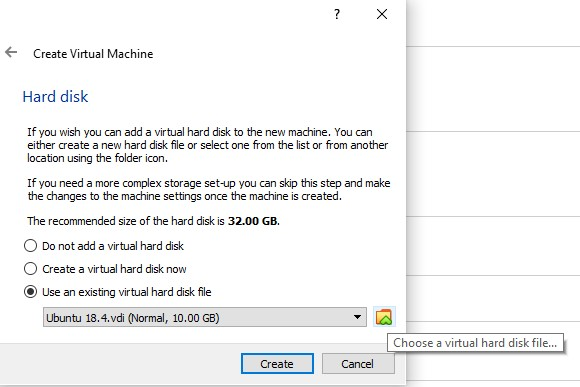 ?
Create Virtual Machine
Hard disk
If you wish you can add a virtual hard disk to the new machine. You can
either create a new hard disk file or select one from the list or from another
location using the folder icon.
If you need a more complex storage set-up you can skip this step and make
the changes to the machine settings once the machine is created.
The recommended size of the hard disk is 32.00 GB.
Do not add a virtual hard disk
Create a virtual hard disk now
Use an existing virtual hard disk file
Ubuntu 18.4.vdi (Normal, 10.00 GB)
Choose a virtual hard disk file...
Create
Cancel